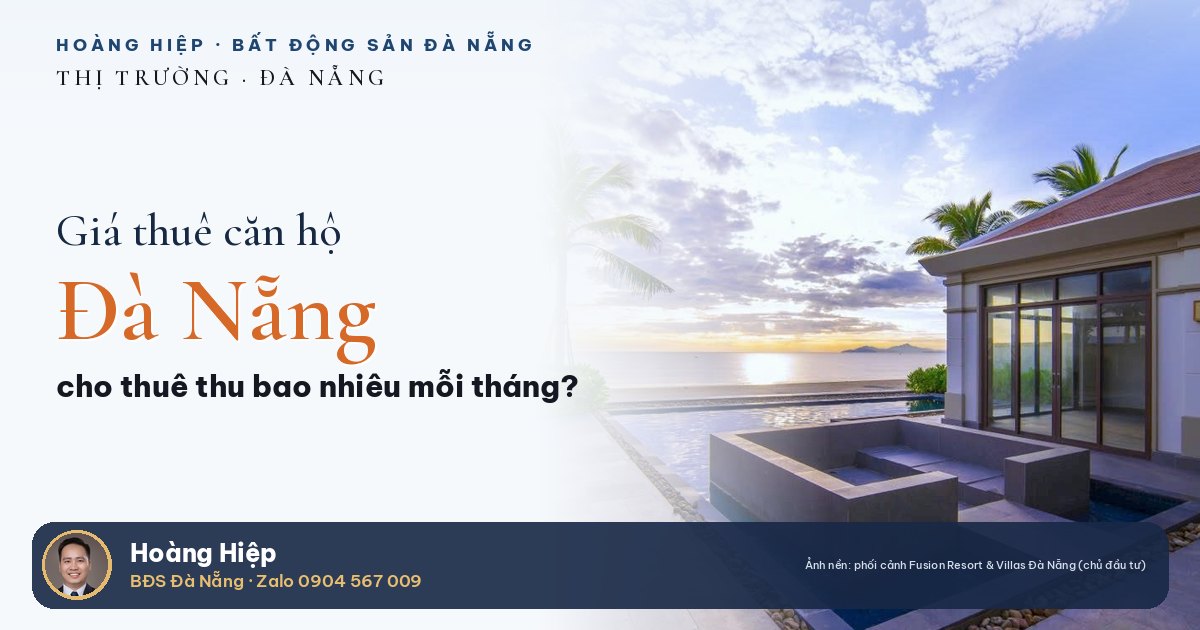 HOÀNG HIỆP · BẤT ĐỘNG SẢN ĐÀ NẴNG
THỊ TRƯỜNG · ĐÀ NẴNG
Giá thuê căn hộ
Đà Nẵng
cho thuê thu bao nhiêu mỗi tháng?
Hoàng Hiệp
BĐS Đà Nẵng · Zalo 0904 567 009
Ảnh nền: phối cảnh Fusion Resort & Villas Đà Nẵng (chủ đầu tư)